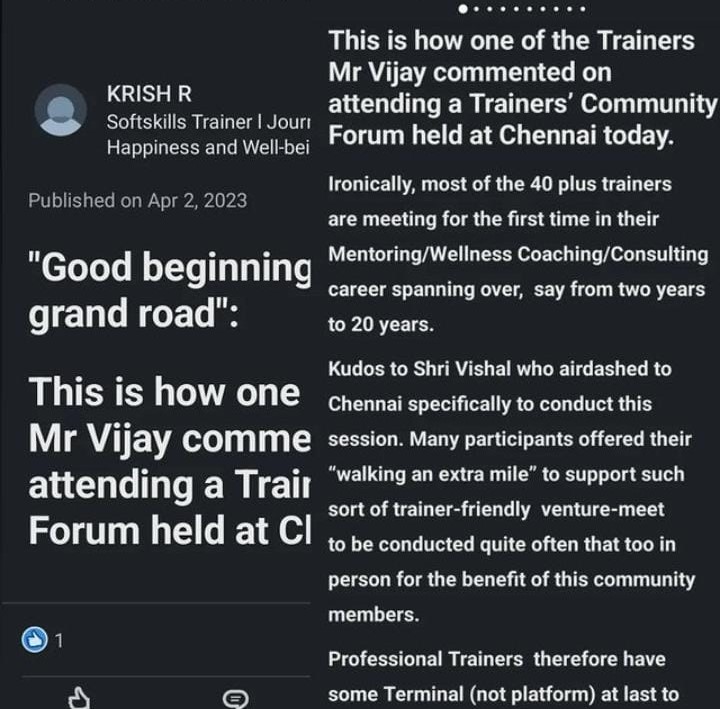 KRISH R
Softskills Trainer | Jour
Happiness and Well-bei
Published on Apr 2, 2023
"Good beginning
grand road":
This is how one
Mr Vijay comme
attending a Trai
Forum held at C
1
This is how one of the Trainers
Mr Vijay commented on
attending a Trainers’ Community
Forum held at Chennai today.
Ironically, most of the 40 plus trainers
are meeting for the first time in their
Mentoring/Wellness Coaching/Consulting
career spanning over, say from two years
to 20 years.
Kudos to Shri Vishal who airdashed to
Chennai specifically to conduct this
session. Many participants offered their
“walking an extra mile” to support such
sort of trainer-friendly venture-meet
to be conducted quite often that too in
person for the benefit of this community
members.
Professional Trainers therefore have
some Terminal (not platform) at last to